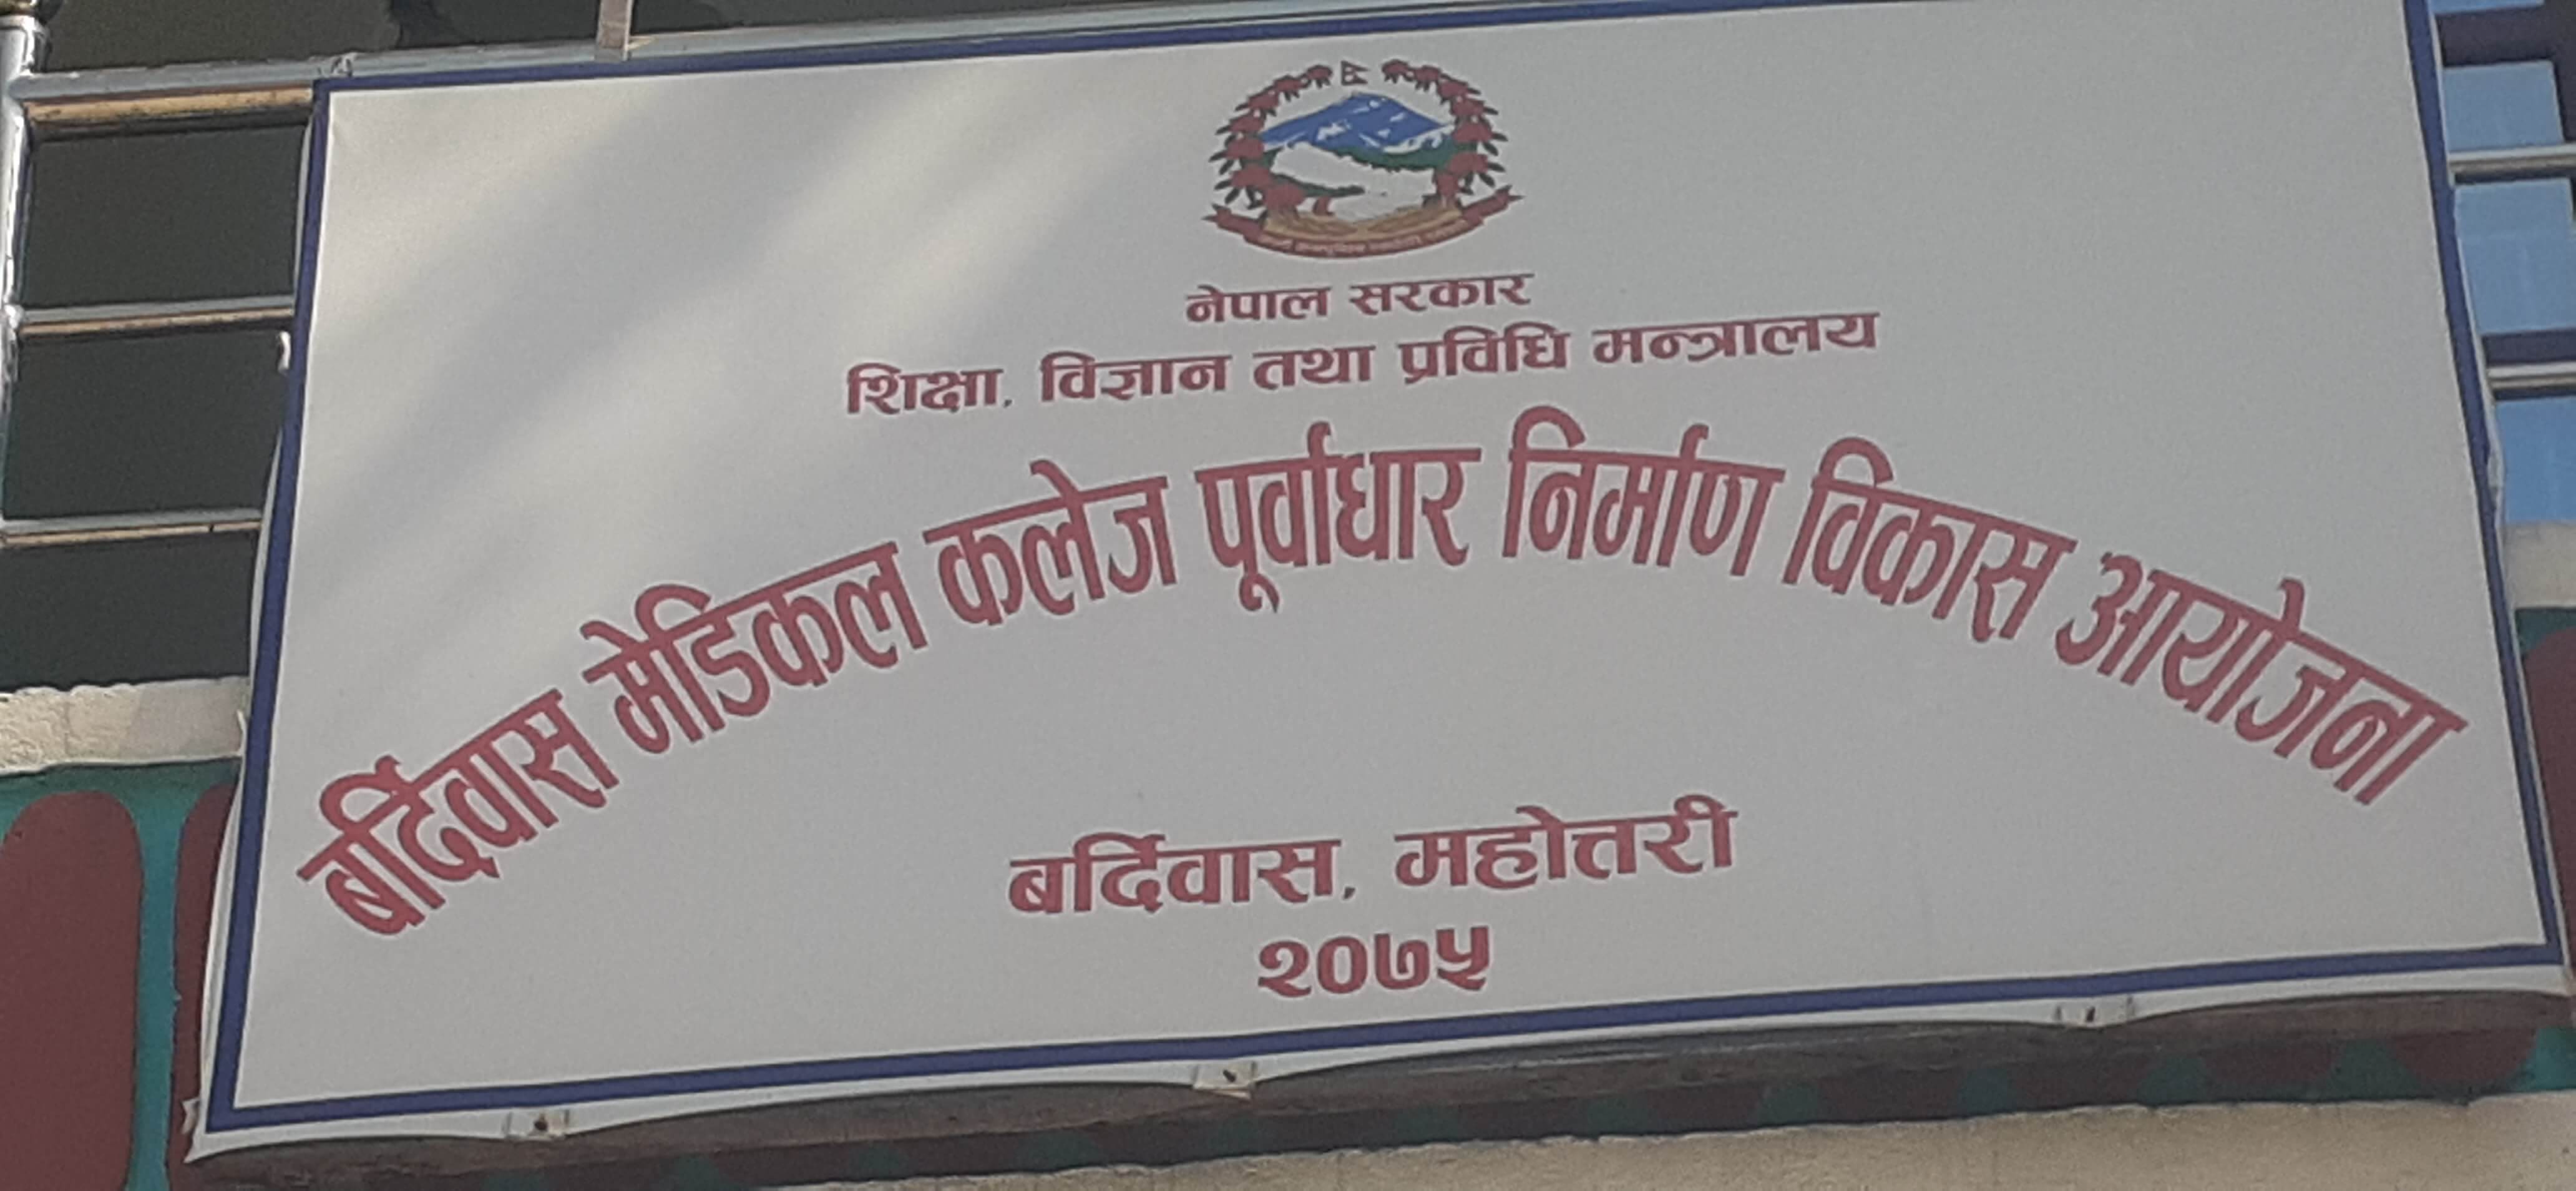 नेपाल सरकार
शिक्षा, विज्ञान तथा प्रविधि मन्त्रालय
बर्दिवास मेडिकल कलेज पूर्वाधार निर्माण विकास आयोजना
बर्दिवास, महोत्तरी
२०७५